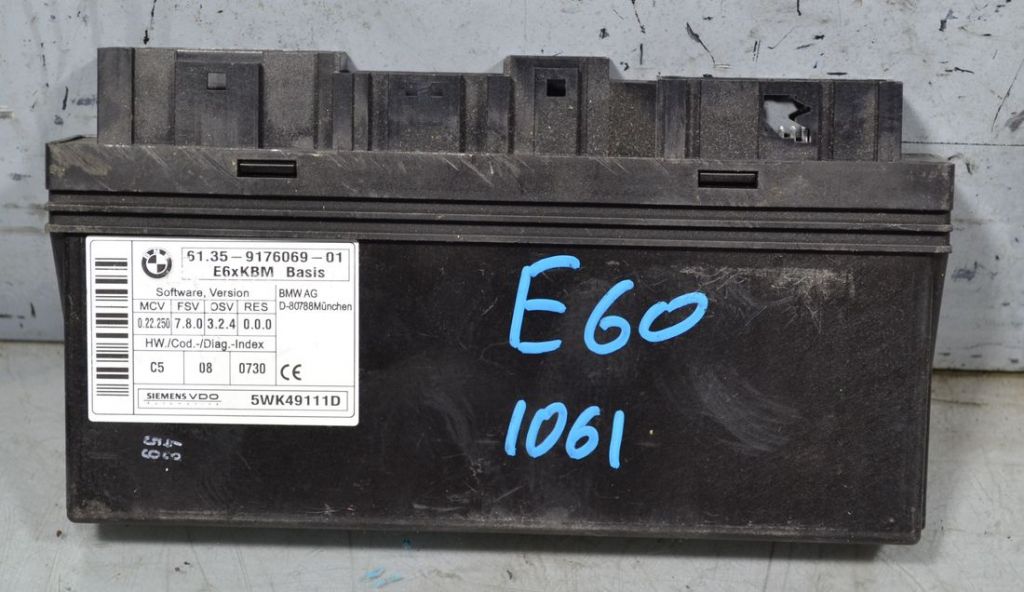 61.35–9176069–01
E6xKBM Basis
Software, Version
MCV FSV OSV RES
0.22.250 7.8.0 3.2.4 0.0.0
BMW AG
D-80788München
HW./Cod.-/Diag.-Index
C5 08 0730 CE
SIEMENS VDO
Automotive
5WK49111D
E60
1061